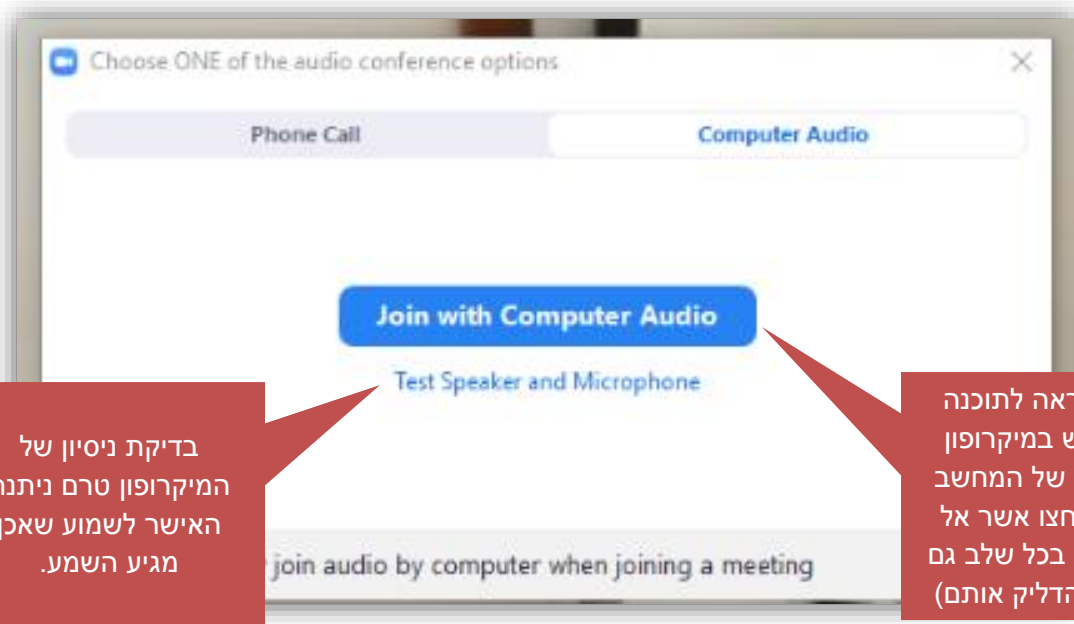 Choose ONE of the audio conference options
Phone Call
Computer Audio
Join with Computer Audio
Test Speaker and Microphone
בדיקת ניסיון של
המיקרופון טרם ניתנה
האישר לשמוע שאכן
מגיע השמע.
ראה לתוכנה
ש במיקרופון
של המחשב
חצו אשר אל
בכל שלב גם
הדליק אותם)
join audio by computer when joining a meeting